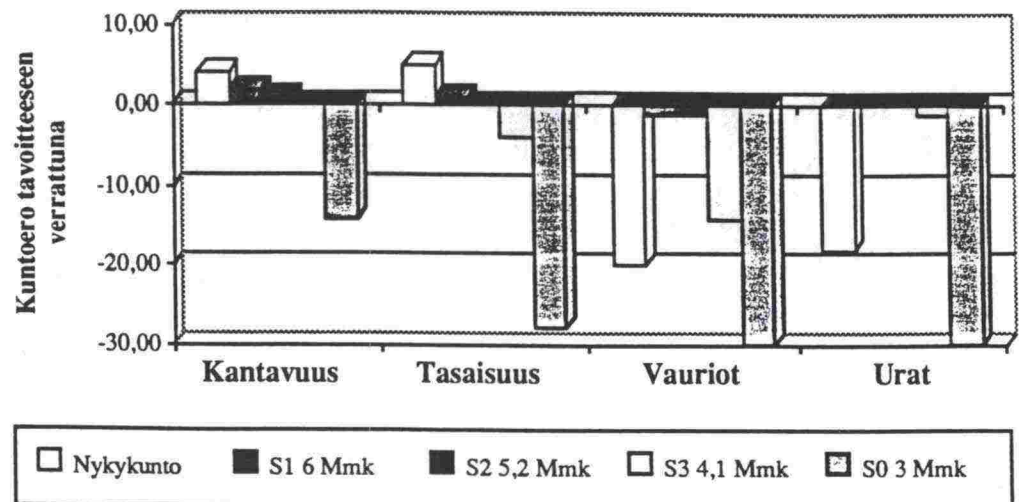 Kuntoero tavoitteeseen
verrattuna
10,00
0,00
-10,00
-20,00
-30,00
Kantavuus Tasaisuus Vauriot Urat
Nykykunto S1 6 Mmk S2 5,2 Mmk S3 4,1 Mmk S0 3 Mmk